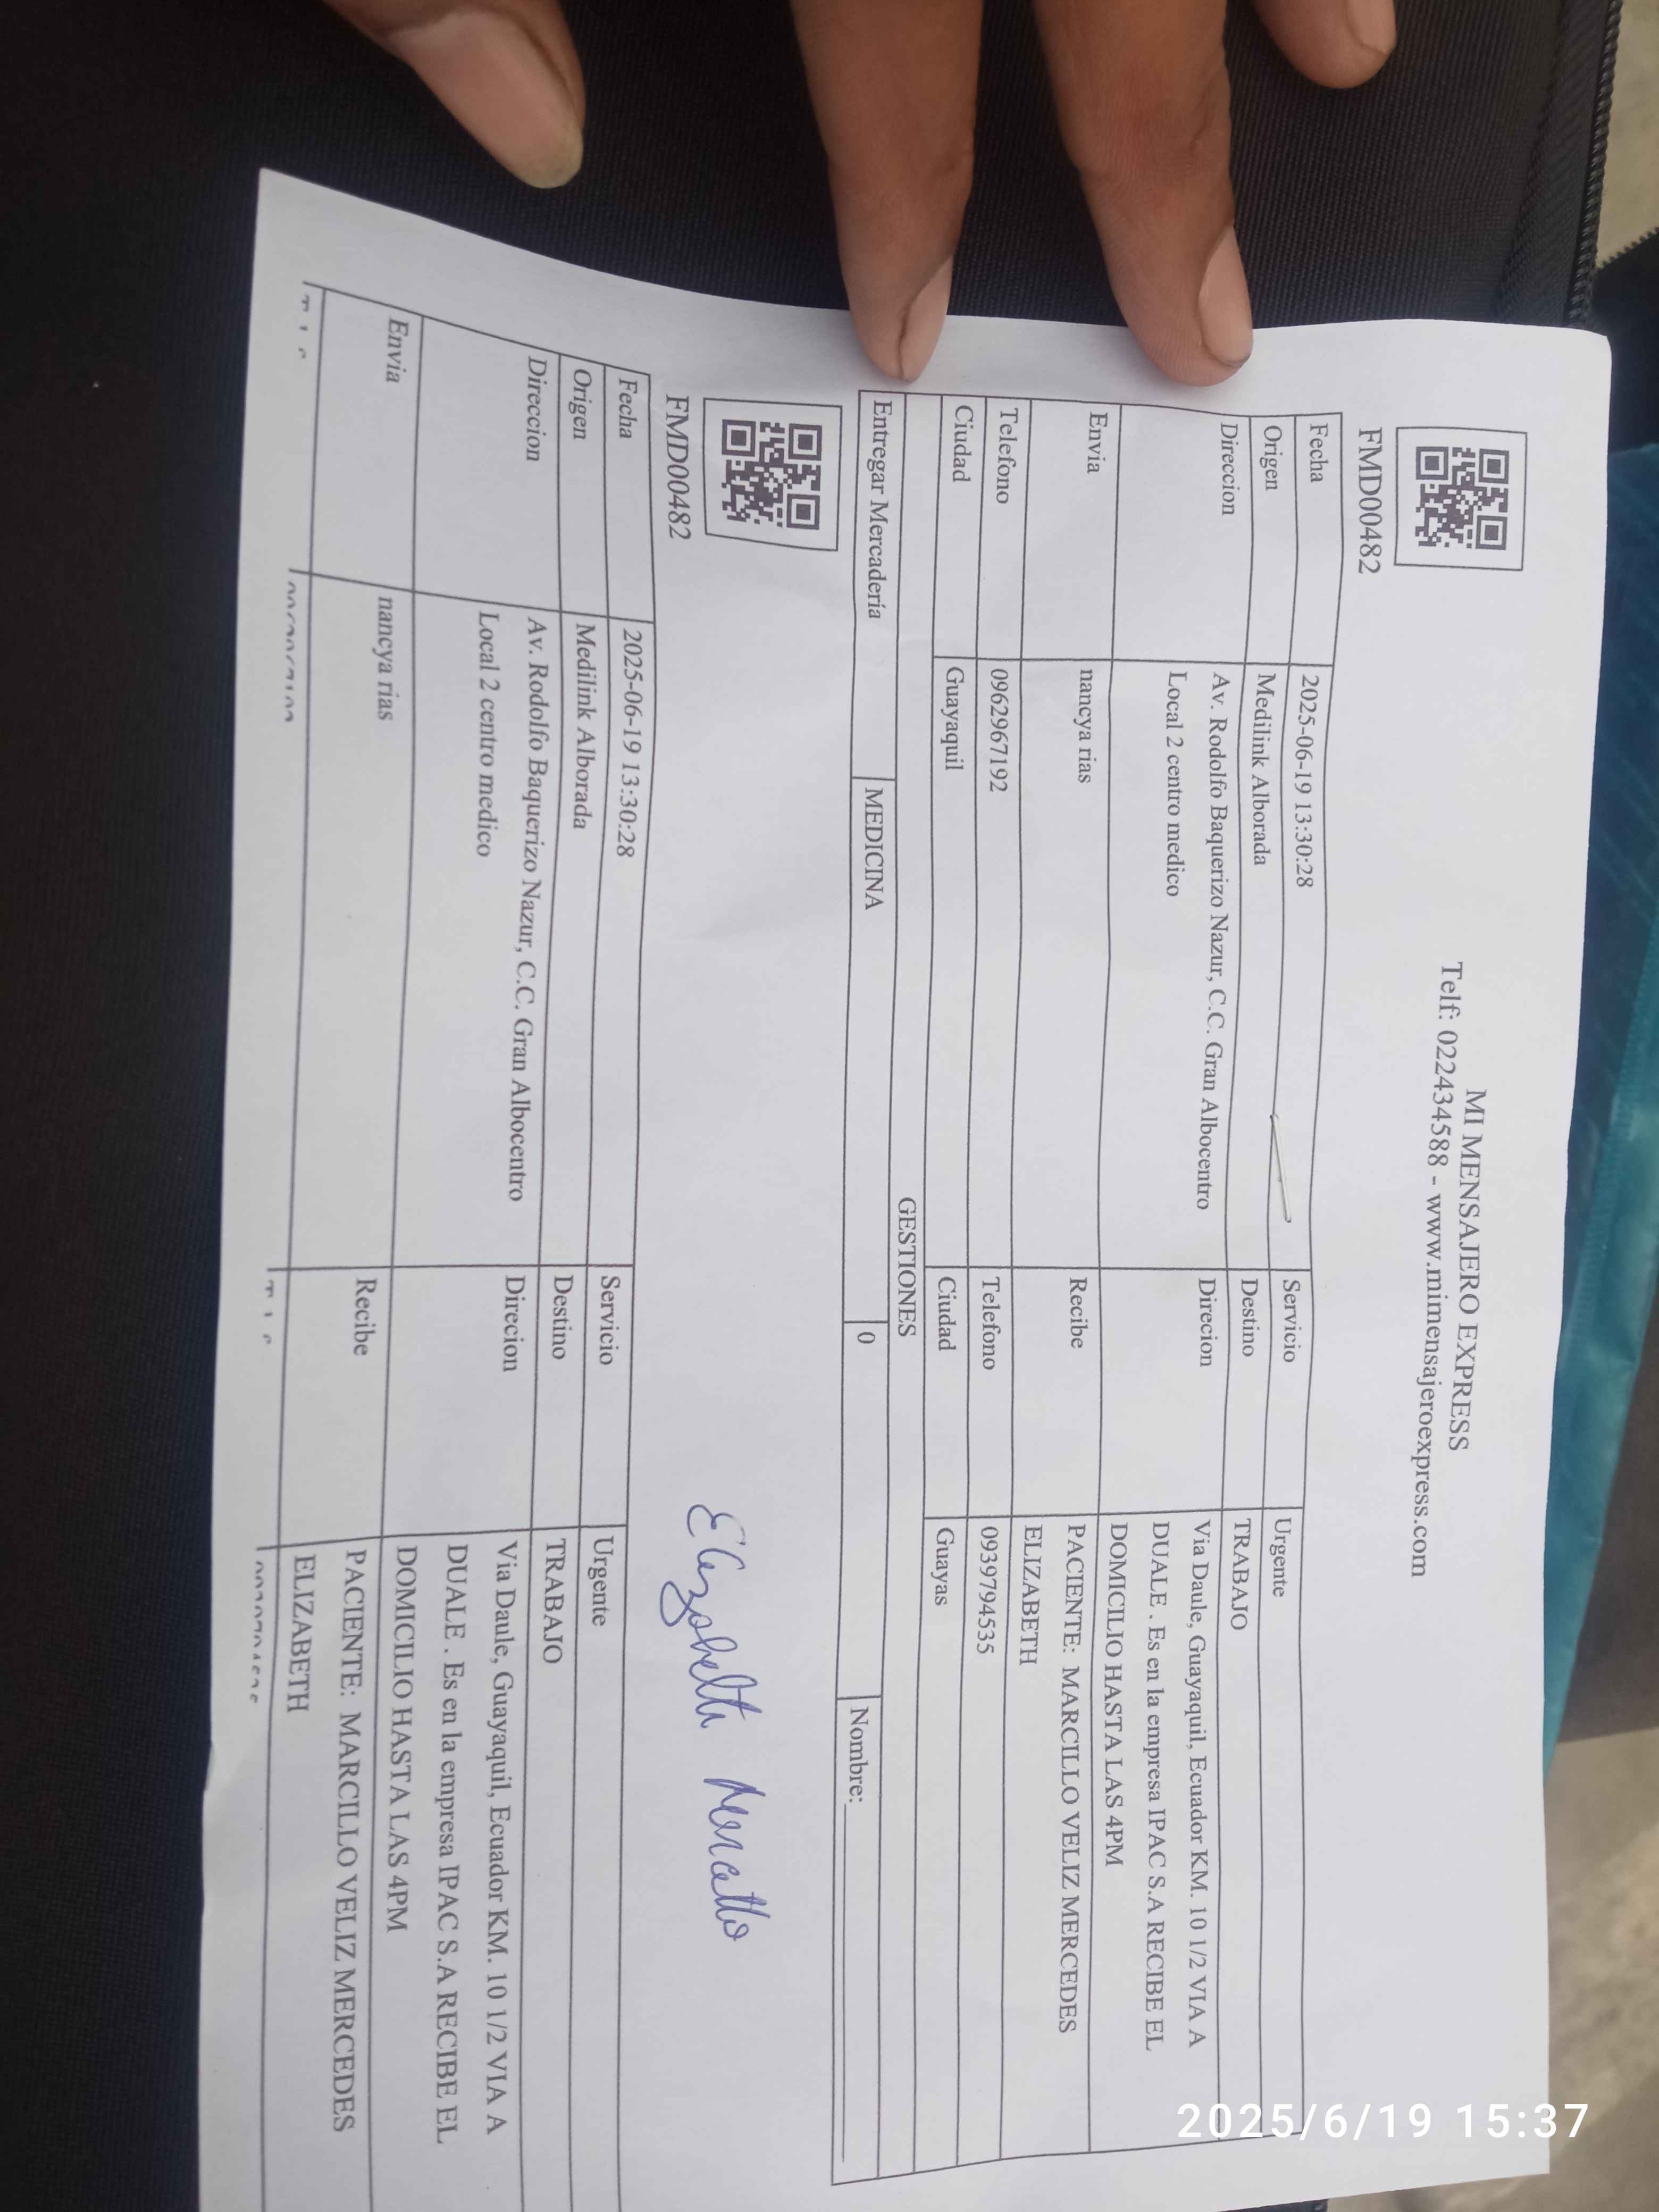 MI MENSAJERO EXPRESS
Telf: 022434588 - www.mimensajeroexpress.com
FMD00482
Fecha 2025-06-19 13:30:28 Servicio Urgente
Origen Medilink Alborada Destino TRABAJO
Direccion Av. Rodolfo Baquerizo Nazur, C.C. Gran Albocentro Direcion Via Daule, Guayaquil, Ecuador KM. 10 1/2 VIA A
Local 2 centro medico DUALE . Es en la empresa IPAC S.A RECIBE EL
DOMICILIO HASTA LAS 4PM
Envia nancya rias Recibe PACIENTE: MARCILLO VELIZ MERCEDES
ELIZABETH
Telefono 0962967192 Telefono 0939794535
Ciudad Guayaquil Ciudad Guayas
GESTIONES
Entregar Mercadería MEDICINA 0 Nombre:
Elizabeth Marcillo
FMD00482
Fecha 2025-06-19 13:30:28 Servicio Urgente
Origen Medilink Alborada Destino TRABAJO
Direccion Av. Rodolfo Baquerizo Nazur, C.C. Gran Albocentro Direcion Via Daule, Guayaquil, Ecuador KM. 10 1/2 VIA A
Local 2 centro medico DUALE . Es en la empresa IPAC S.A RECIBE EL
DOMICILIO HASTA LAS 4PM
Envia nancya rias Recibe PACIENTE: MARCILLO VELIZ MERCEDES
ELIZABETH
2025/6/19 15:37